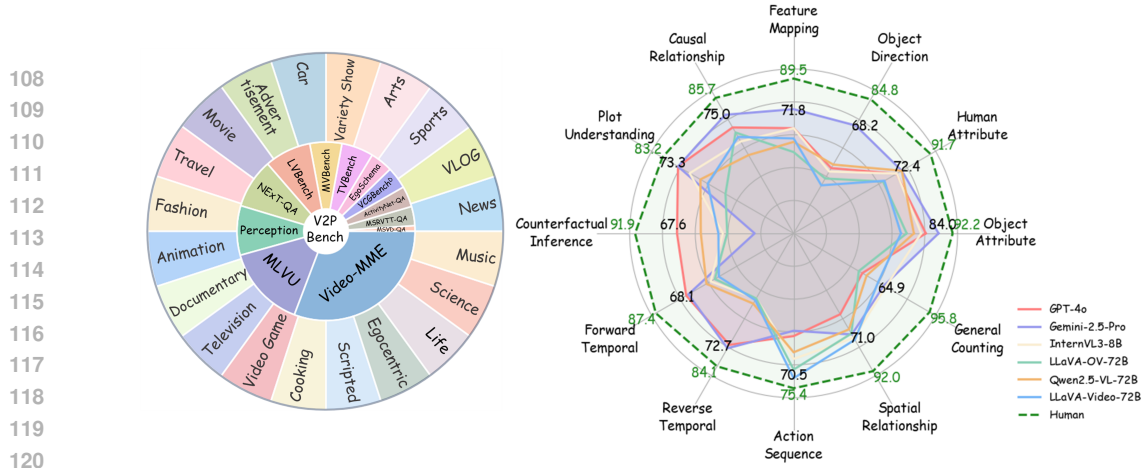 108
109
110
111
112
113
114
115
116
117
118
119
120
Car
Variety Show
Arts
Sports
VLOG
News
Music
Science
Life
Egocentric
Scripted
Cooking
Video Game
Television
Documentary
Animation
Fashion
Travel
Movie
Adver
tisement
LVBench
MVBench
TVBench
EgoSchema
VCGBench-D
ActivityNet-QA
MSRVTT-QA
MSVD-QA
Video-MME
MLVU
Perception
NExT-QA
V2P
Bench
Feature
Mapping
89.5
71.8
Object
Direction
84.8
68.2
Human
Attribute
91.7
72.4
Object
Attribute
92.2
84.0
General
Counting
95.8
64.9
Spatial
Relationship
92.0
71.0
Action
Sequence
75.4
70.5
Reverse
Temporal
84.1
72.7
Forward
Temporal
87.4
68.1
Counterfactual
Inference
91.9
67.6
Plot
Understanding
83.2
73.3
Causal
Relationship
85.7
75.0
GPT-4o
Gemini-2.5-Pro
InternVL3-8B
LLaVA-OV-72B
Qwen2.5-VL-72B
LLaVA-Video-72B
Human